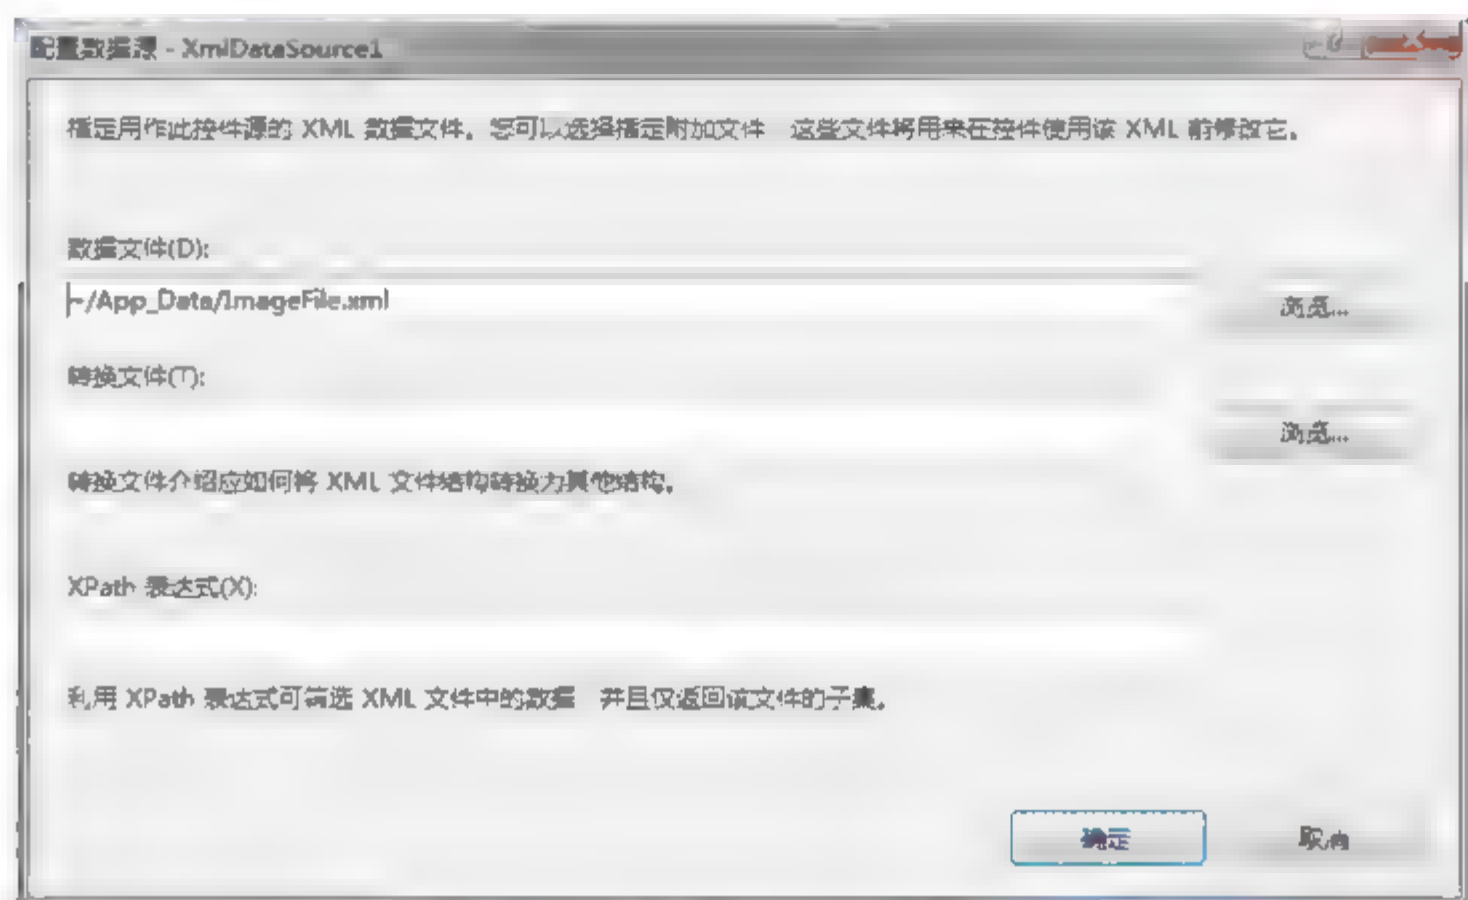 配置数据源 - XmlDataSource1
指定用作此控件源的 XML 数据文件。您可以选择指定附加文件 这些文件将用来在控件使用该 XML 前修改它。
数据文件(D):
~/App_Data/ImageFile.xml
浏览...
转换文件(T):
浏览...
转换文件介绍应如何将 XML 文件结构转换为其他结构。
XPath 表达式(X):
利用 XPath 表达式可筛选 XML 文件中的数据 并且仅返回该文件的子集。
确定
取消